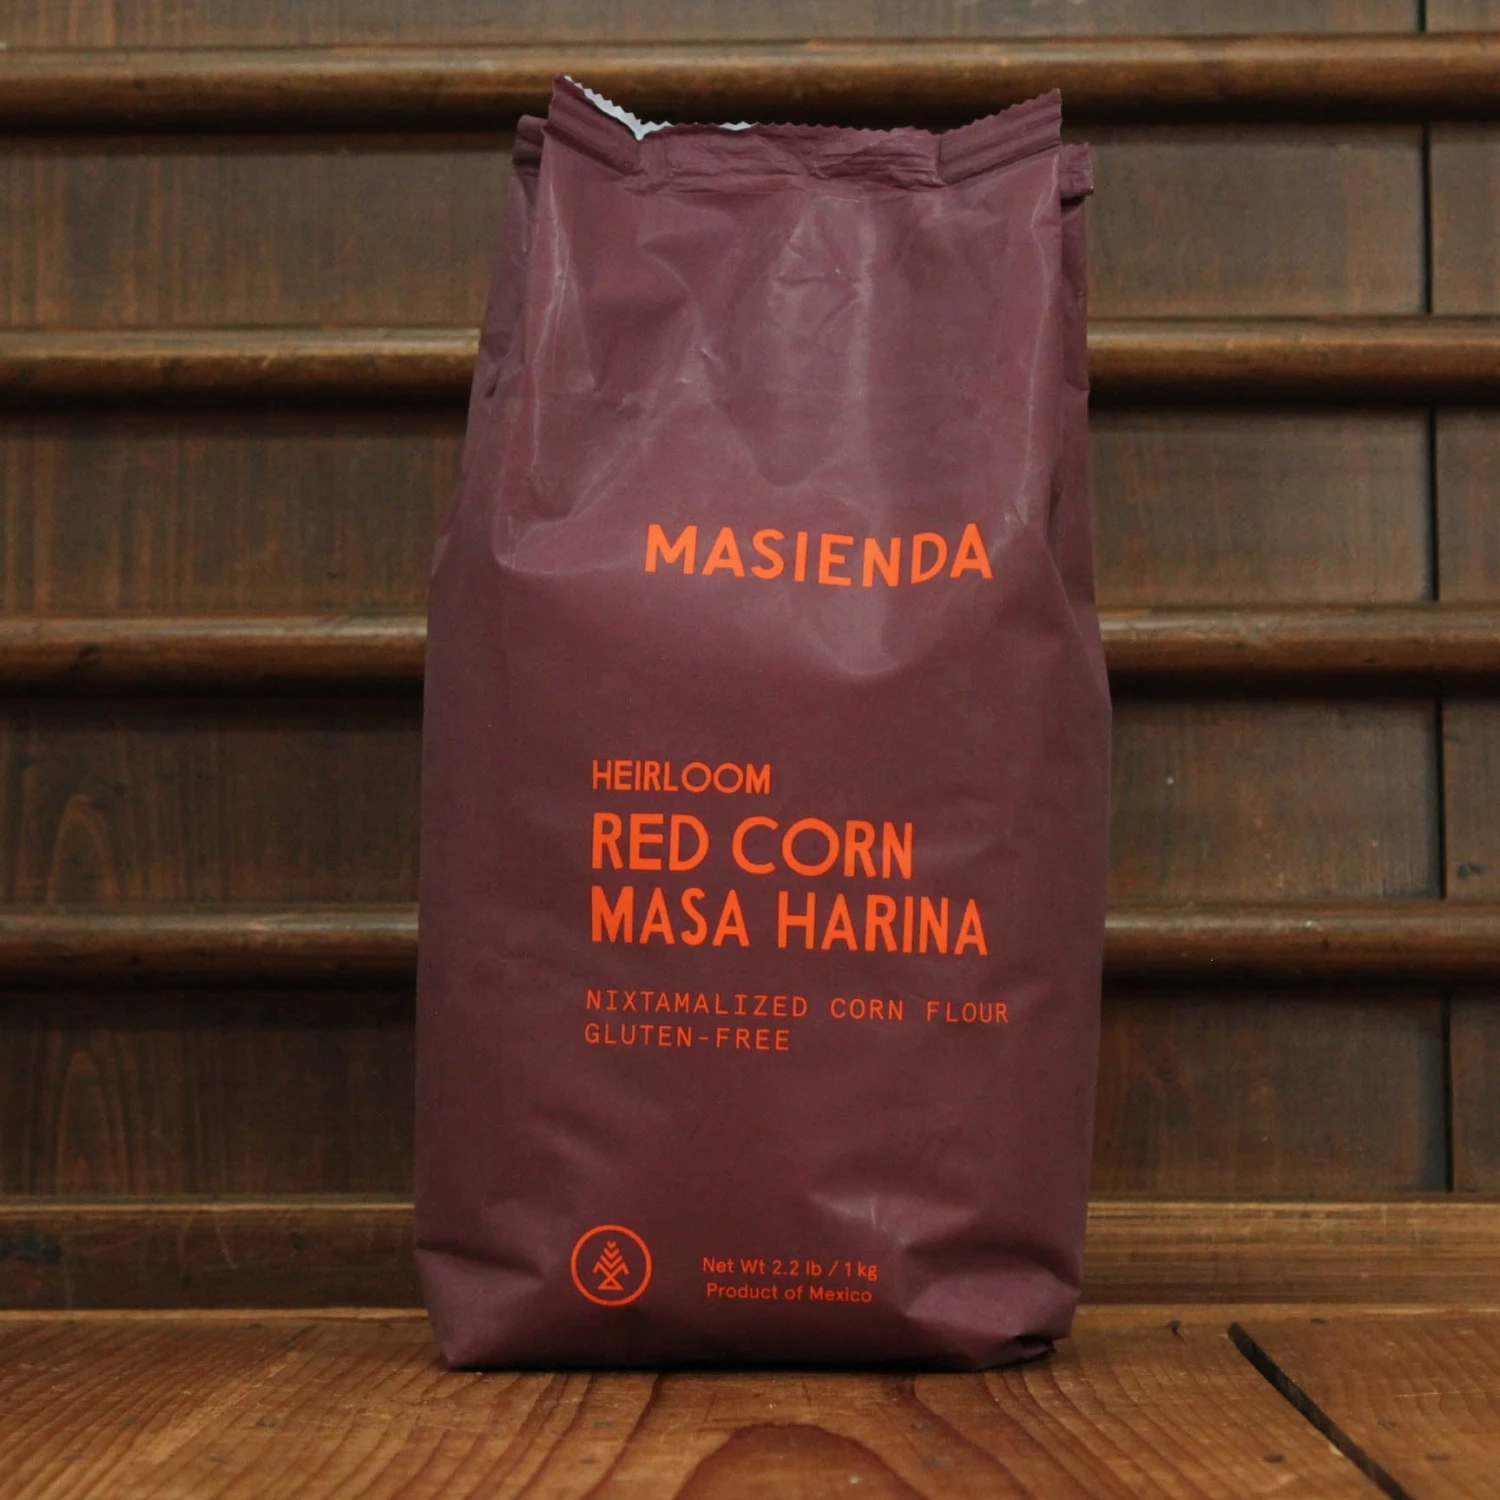 MASIENDA
HEIRLOOM
RED CORN
MASA HARINA
NIXTAMALIZED CORN FLOUR
GLUTEN-FREE
Net Wt 2.2 lb / 1 kg
Product of Mexico